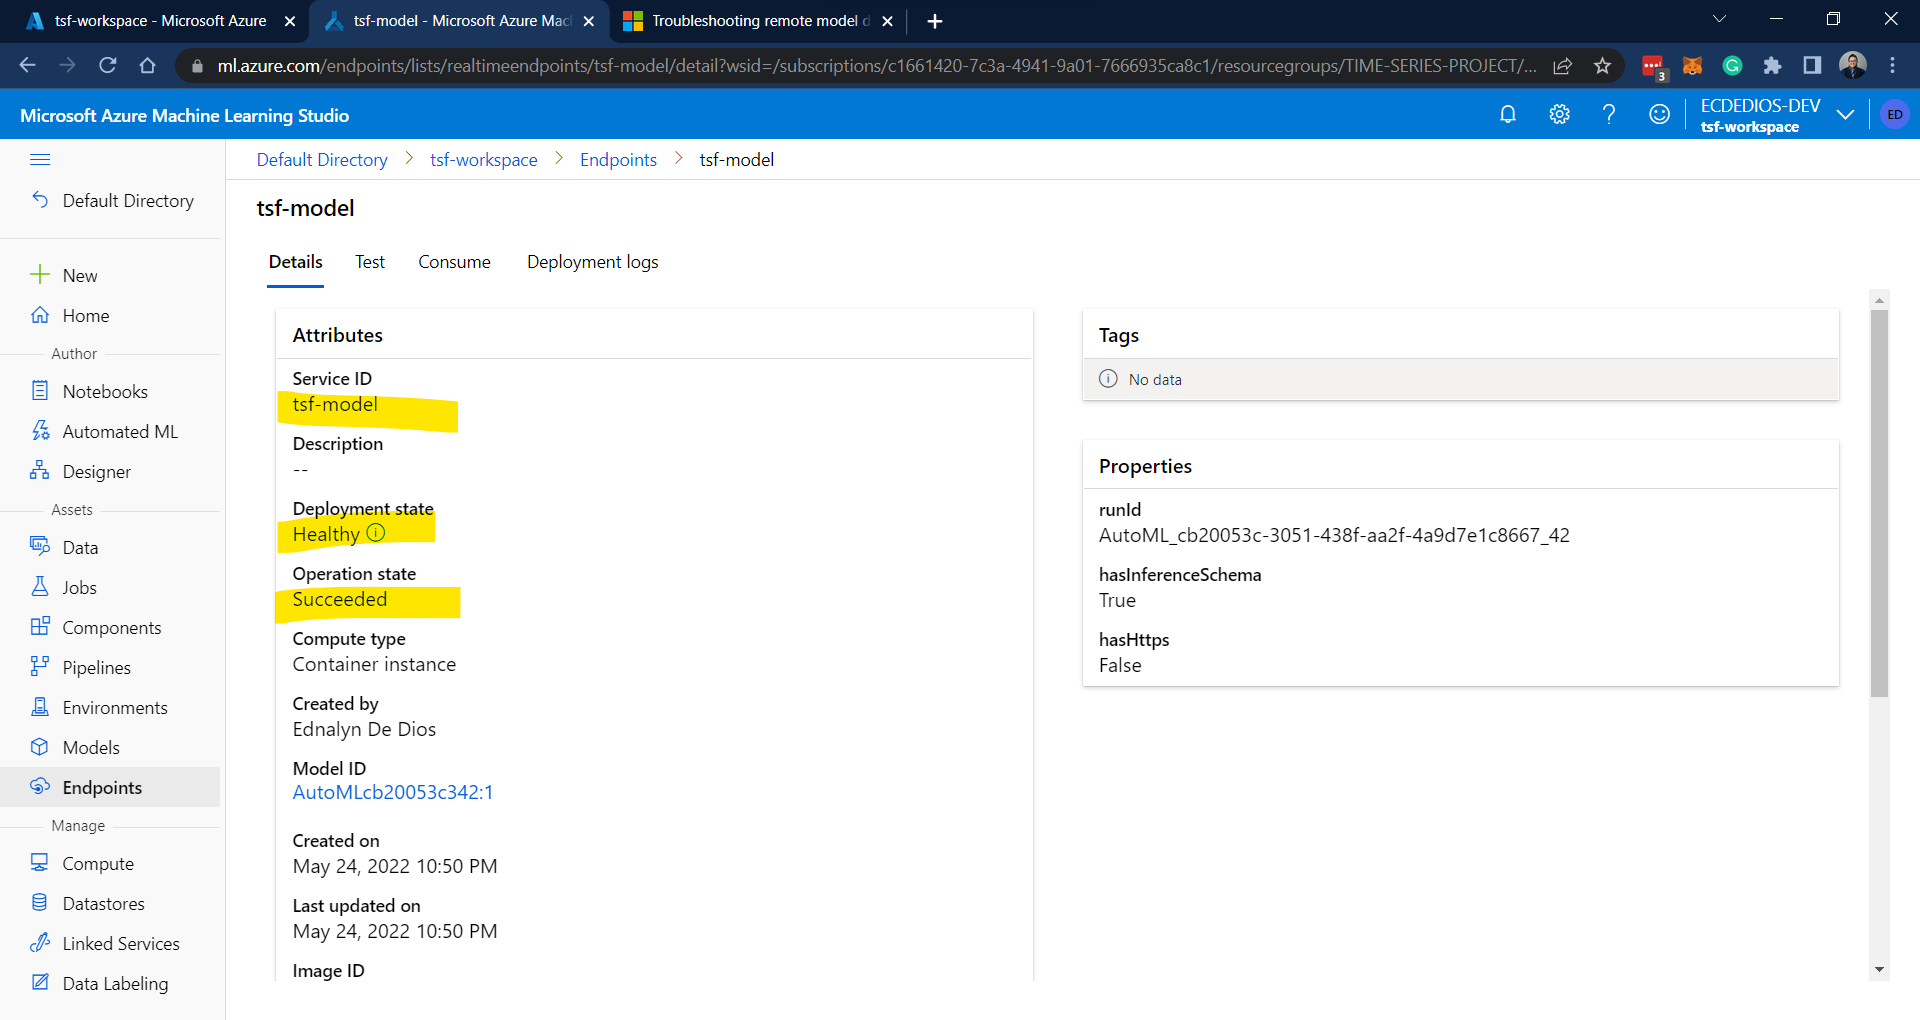 tsf-workspace - Microsoft Azure
tsf-model - Microsoft Azure Mac
Troubleshooting remote model d
ml.azure.com/endpoints/lists/realtimeendpoints/tsf-model/detail?wsid=/subscriptions/c1661420-7c3a-4941-9a01-7666935ca8c1/resourcegroups/TIME-SERIES-PROJECT/...
3
Microsoft Azure Machine Learning Studio
ECDEDIOS-DEV
tsf-workspace
ED
Default Directory
New
Home
Author
Notebooks
Automated ML
Designer
Assets
Data
Jobs
Components
Pipelines
Environments
Models
Endpoints
Manage
Compute
Datastores
Linked Services
Data Labeling
Default Directory > tsf-workspace > Endpoints > tsf-model
tsf-model
Details Test Consume Deployment logs
Attributes
Service ID
tsf-model
Description
--
Deployment state
Healthy
Operation state
Succeeded
Compute type
Container instance
Created by
Ednalyn De Dios
Model ID
AutoMLcb20053c342:1
Created on
May 24, 2022 10:50 PM
Last updated on
May 24, 2022 10:50 PM
Image ID
Tags
No data
Properties
runId
AutoML_cb20053c-3051-438f-aa2f-4a9d7e1c8667_42
hasInferenceSchema
True
hasHttps
False